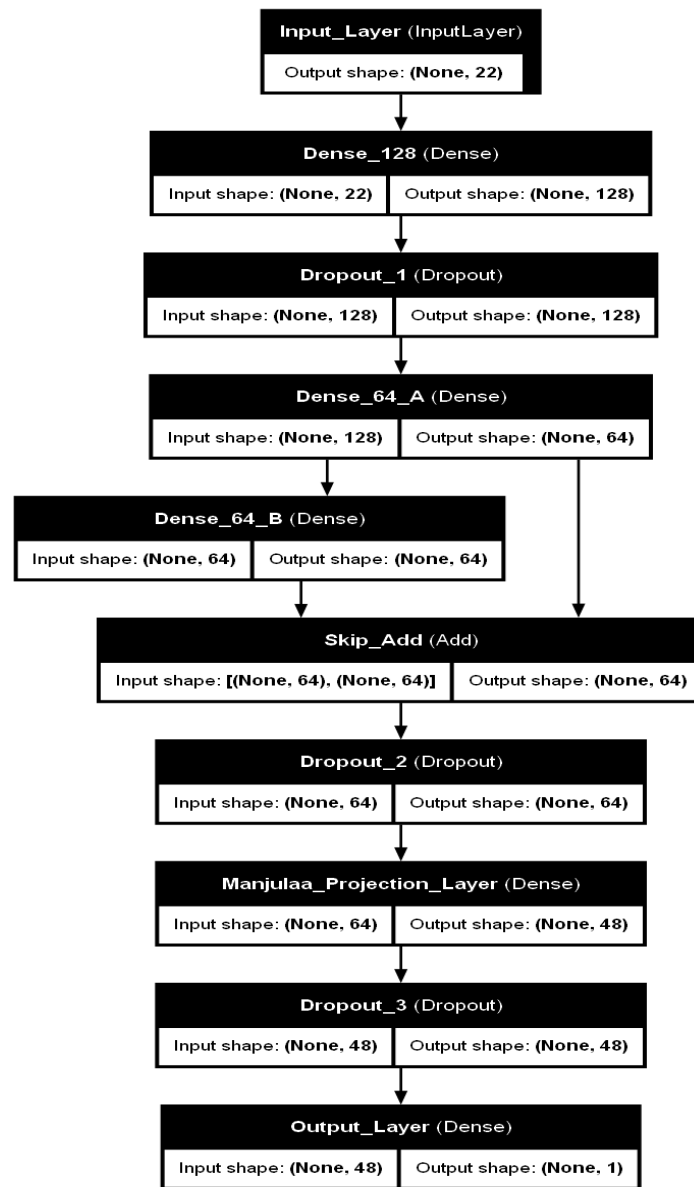 Input_Layer (InputLayer)
Output shape: (None, 22)
Dense_128 (Dense)
Input shape: (None, 22) Output shape: (None, 128)
Dropout_1 (Dropout)
Input shape: (None, 128) Output shape: (None, 128)
Dense_64_A (Dense)
Input shape: (None, 128) Output shape: (None, 64)
Dense_64_B (Dense)
Input shape: (None, 64) Output shape: (None, 64)
Skip_Add (Add)
Input shape: [(None, 64), (None, 64)] Output shape: (None, 64)
Dropout_2 (Dropout)
Input shape: (None, 64) Output shape: (None, 64)
Manjulaa_Projection_Layer (Dense)
Input shape: (None, 64) Output shape: (None, 48)
Dropout_3 (Dropout)
Input shape: (None, 48) Output shape: (None, 48)
Output_Layer (Dense)
Input shape: (None, 48) Output shape: (None, 1)